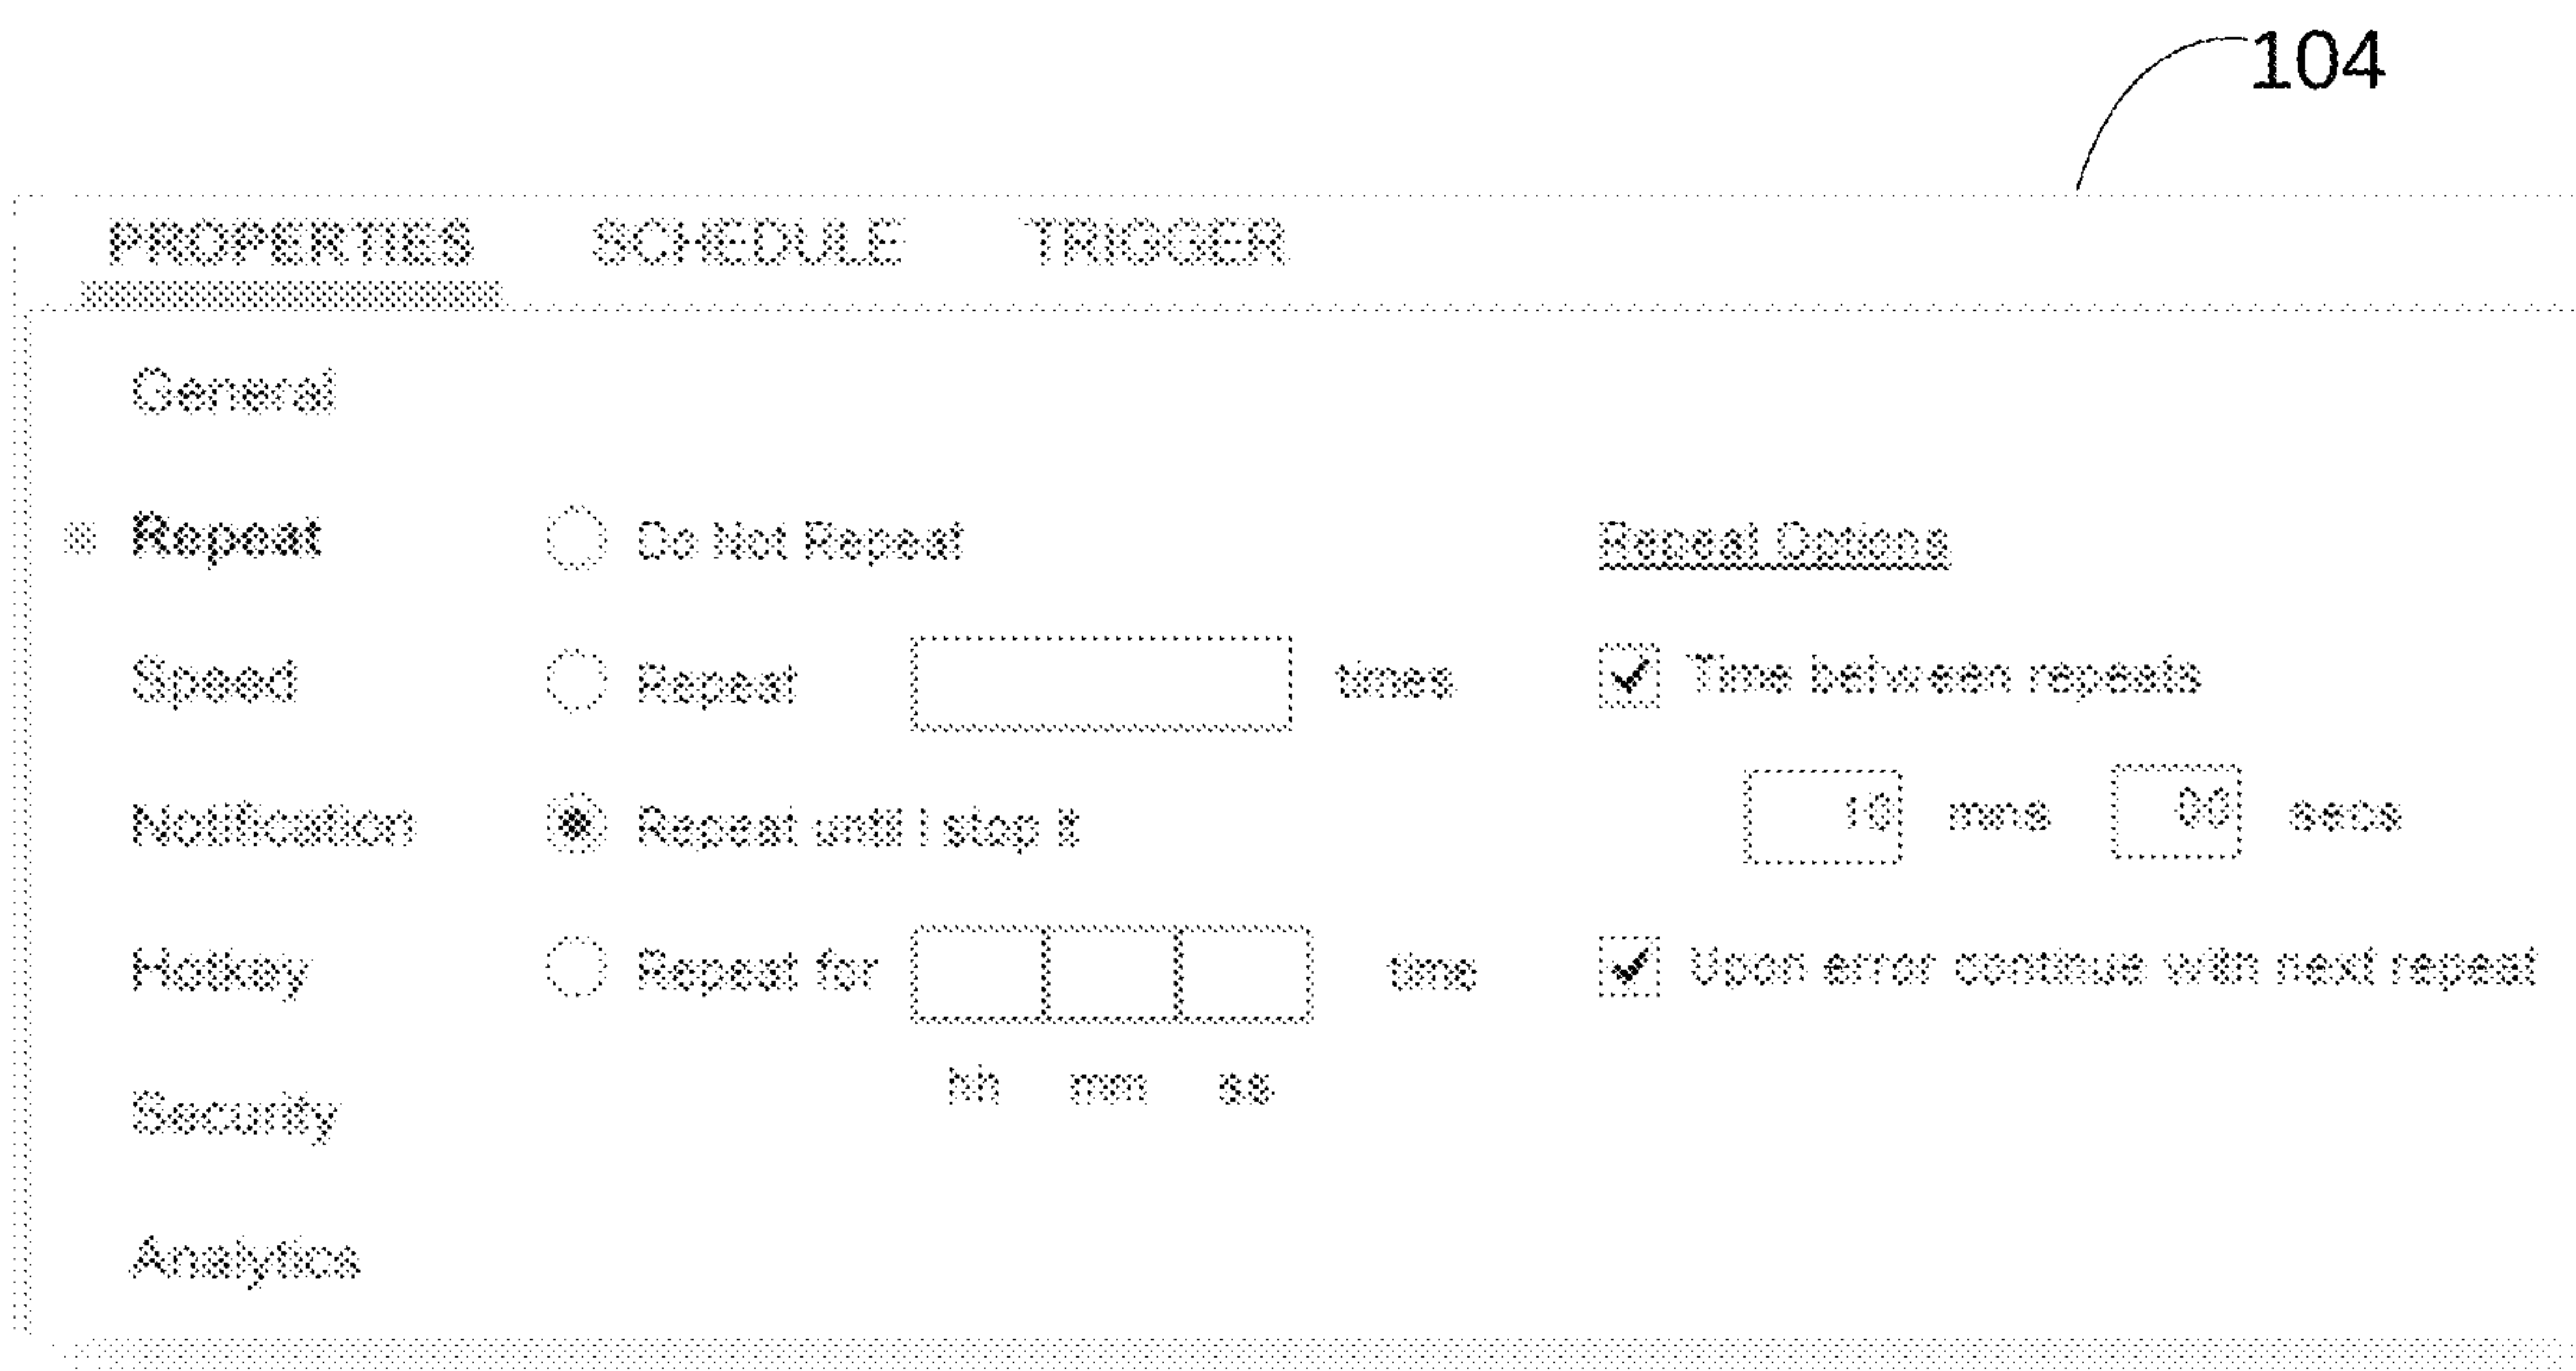 104
PROPERTIES SCHEDULE TRIGGER
General
Repeat Do Not Repeat Repeat Options
Speed Repeat times Time between repeats
Notification Repeat until I stop it 10 mns 00 secs
Hotkey Repeat for time Upon error continue with next repeat
hh mm ss
Security
Analytics